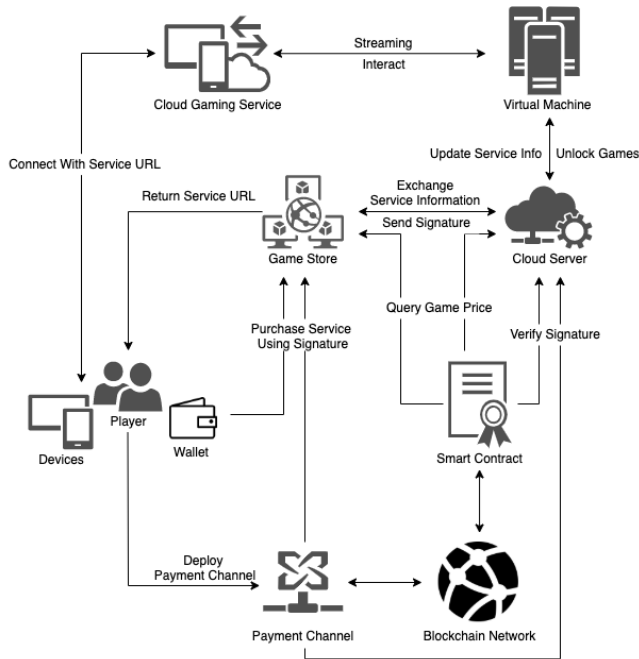 Streaming
Interact
Cloud Gaming Service
Virtual Machine
Connect With Service URL
Update Service Info
Unlock Games
Return Service URL
Exchange
Service Information
Send Signature
Game Store
Cloud Server
Query Game Price
Purchase Service
Using Signature
Verify Signature
Player
Devices
Wallet
Smart Contract
Deploy
Payment Channel
Payment Channel
Blockchain Network